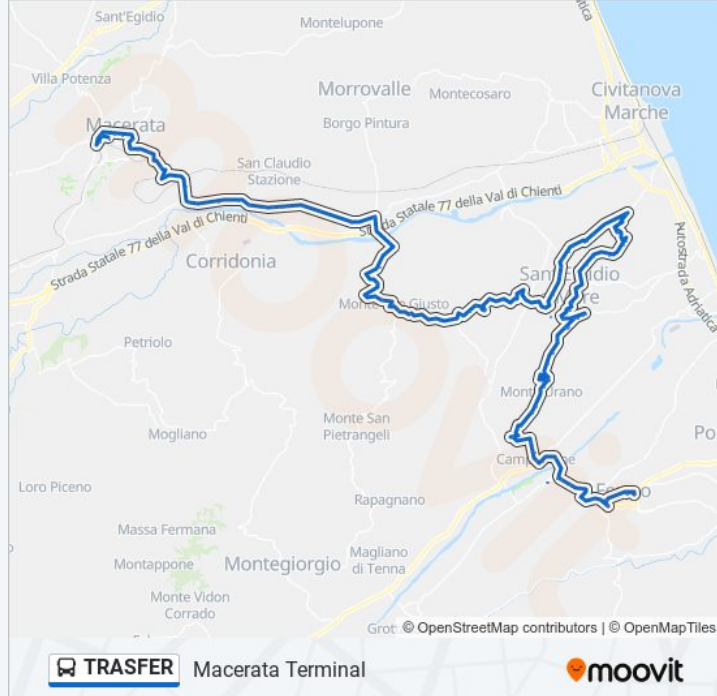 Sant'Egidio
Montelupone
Villa Potenza
Morrovalle
Montecosaro
Civitanova
Marche
Macerata
Borgo Pintura
San Claudio
Stazione
Strada Statale 77 della Val di Chienti
Strada Statale 77 della Val di Chienti
Autostrada Adriatica
Corridonia
Sant'Egidio
Monte
Giusto
Petriolo
Mogliano
Monte San
Pietrangeli
Loro Piceno
Rapagnano
Massa Fermana
Montappone
Montegiorgio
Magliano
di Tenna
Monte Vidon
Corrado
© OpenStreetMap contributors | © OpenMapTiles
TRASFER
Macerata Terminal
moovit